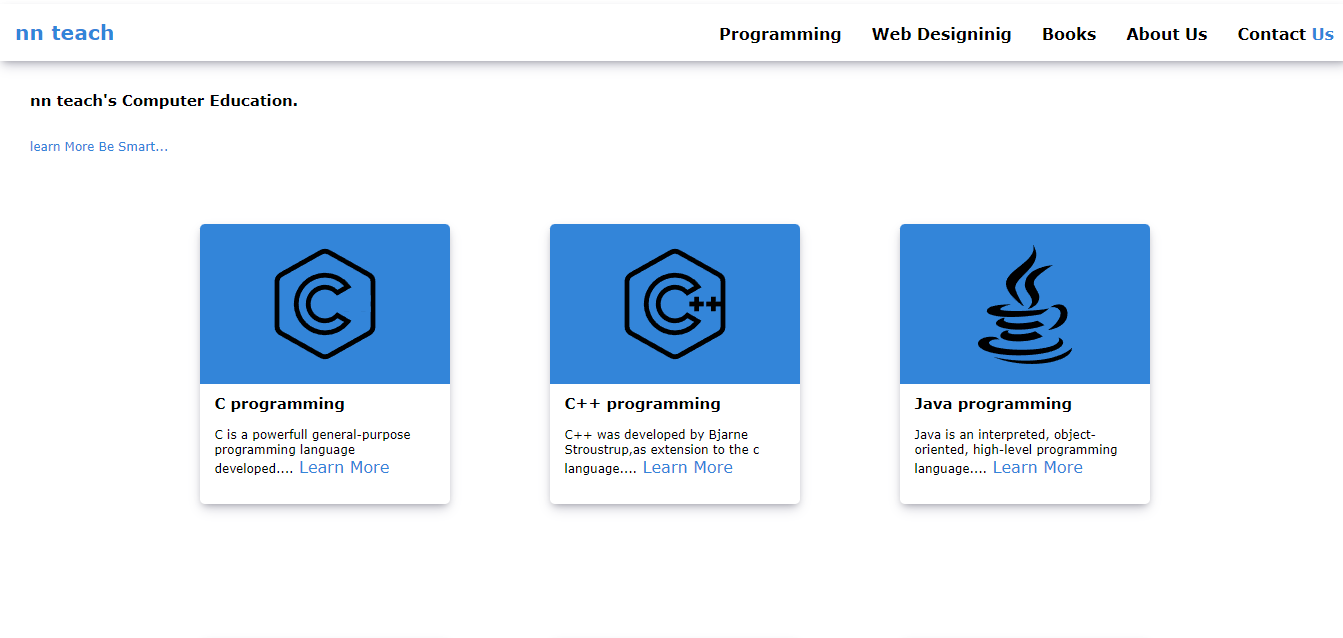 nn teach
Programming Web Designinig Books About Us Contact Us
nn teach's Computer Education.
learn More Be Smart...
C
C programming
C is a powerfull general-purpose
programming language
developed.... Learn More
C++
C++ programming
C++ was developed by Bjarne
Stroustrup,as extension to the c
language.... Learn More
Java programming
Java is an interpreted, object-
oriented, high-level programming
language.... Learn More